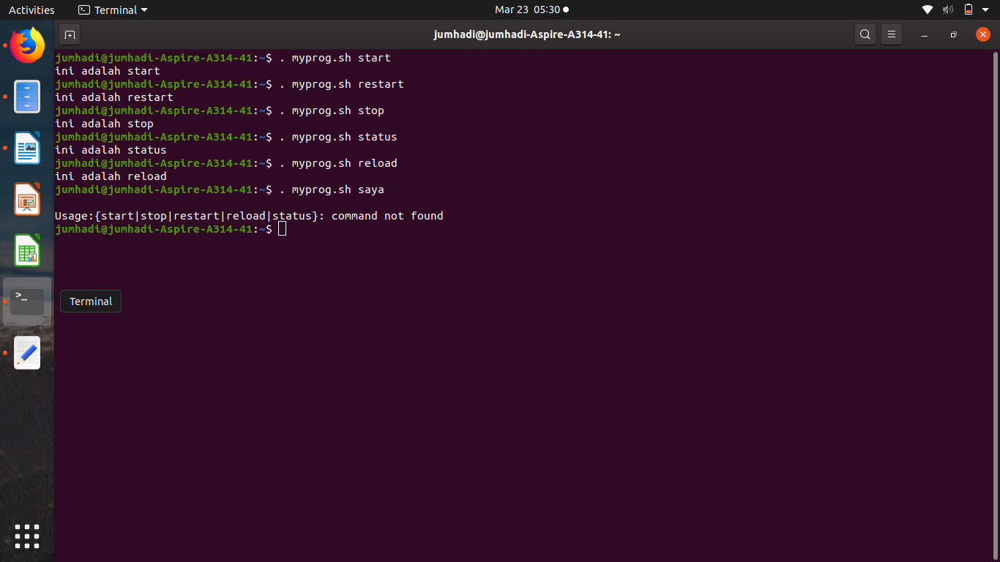 Activities
Terminal
Mar 23 05:30
jumhadi@jumhadi-Aspire-A314-41: ~
jumhadi@jumhadi-Aspire-A314-41:~$ . myprog.sh start
ini adalah start
jumhadi@jumhadi-Aspire-A314-41:~$ . myprog.sh restart
ini adalah restart
jumhadi@jumhadi-Aspire-A314-41:~$ . myprog.sh stop
ini adalah stop
jumhadi@jumhadi-Aspire-A314-41:~$ . myprog.sh status
ini adalah status
jumhadi@jumhadi-Aspire-A314-41:~$ . myprog.sh reload
ini adalah reload
jumhadi@jumhadi-Aspire-A314-41:~$ . myprog.sh saya
Usage:{start|stop|restart|reload|status}: command not found
jumhadi@jumhadi-Aspire-A314-41:~$
>_
Terminal